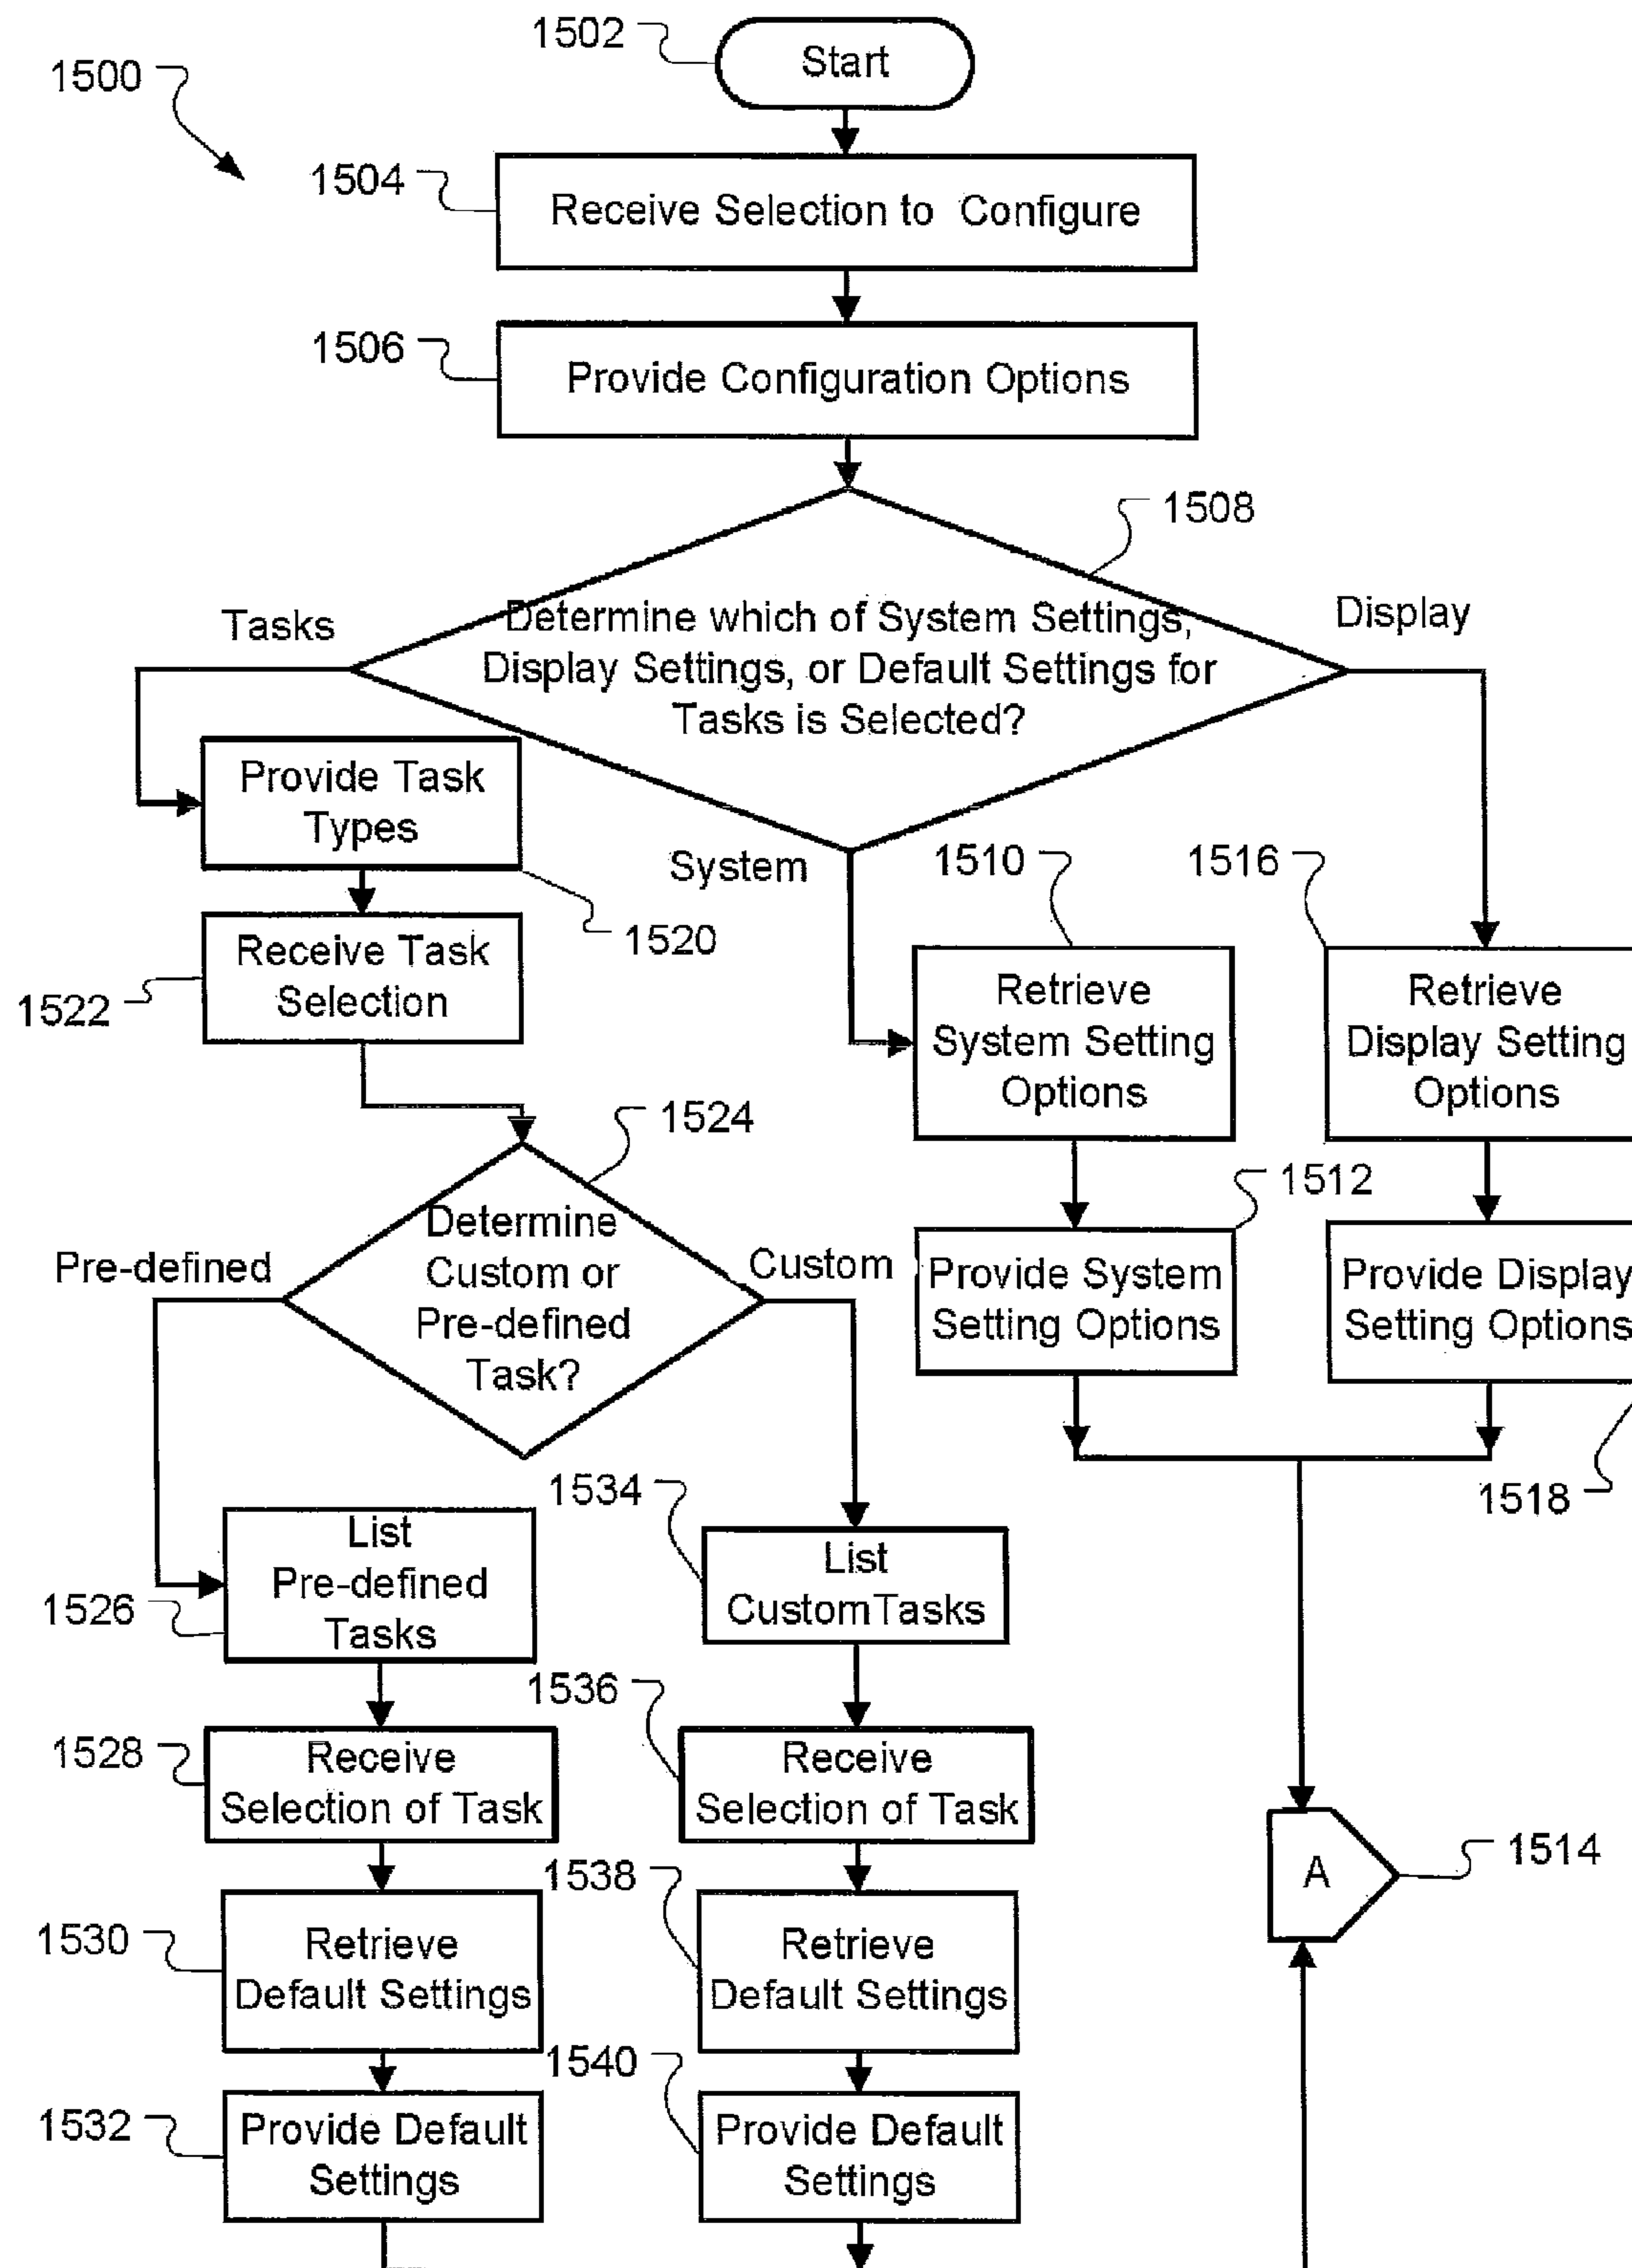 1502
Start
1500
1504
Receive Selection to Configure
1506
Provide Configuration Options
1508
Determine which of System Settings,
Display Settings, or Default Settings for
Tasks is Selected?
Tasks
Display
System
Provide Task
Types
1520
Receive Task
Selection
1522
1510
Retrieve
System Setting
Options
1516
Retrieve
Display Setting
Options
1524
Determine
Custom or
Pre-defined
Task?
Pre-defined
Custom
1512
Provide System
Setting Options
Provide Display
Setting Options
1518
List
Pre-defined
Tasks
1526
1534
List
CustomTasks
1528
Receive
Selection of Task
1536
Receive
Selection of Task
A
1514
1530
Retrieve
Default Settings
1538
Retrieve
Default Settings
1532
Provide Default
Settings
1540
Provide Default
Settings